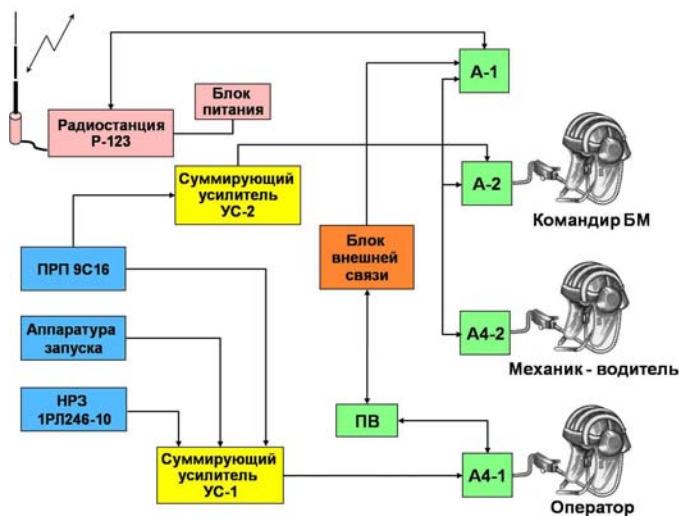 А-1
Блок
питания
Радиостанция
Р-123
Суммирующий
усилитель
УС-2
А-2
Командир БМ
Блок
внешней
связи
ПРП 9С16
Аппаратура
запуска
А4-2
Механик - водитель
НРЗ
1РЛ246-10
ПВ
Суммирующий
усилитель
УС-1
А4-1
Оператор